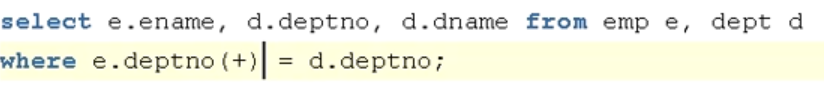 select e.ename, d.deptno, d.dname from emp e, dept d
where e.deptno(+) = d.deptno;